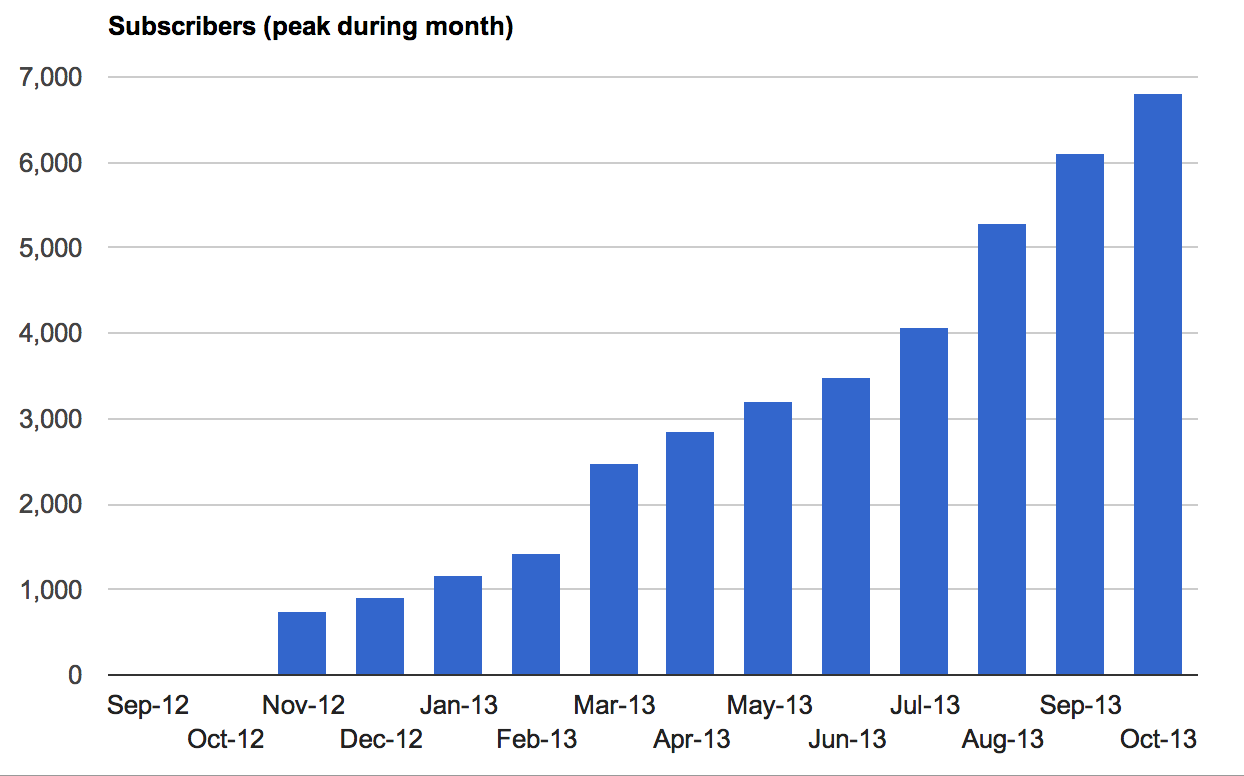 Subscribers (peak during month)
7,000
6,000
5,000
4,000
3,000
2,000
1,000
0
Sep-12 Nov-12 Jan-13 Mar-13 May-13 Jul-13 Sep-13
Oct-12 Dec-12 Feb-13 Apr-13 Jun-13 Aug-13 Oct-13